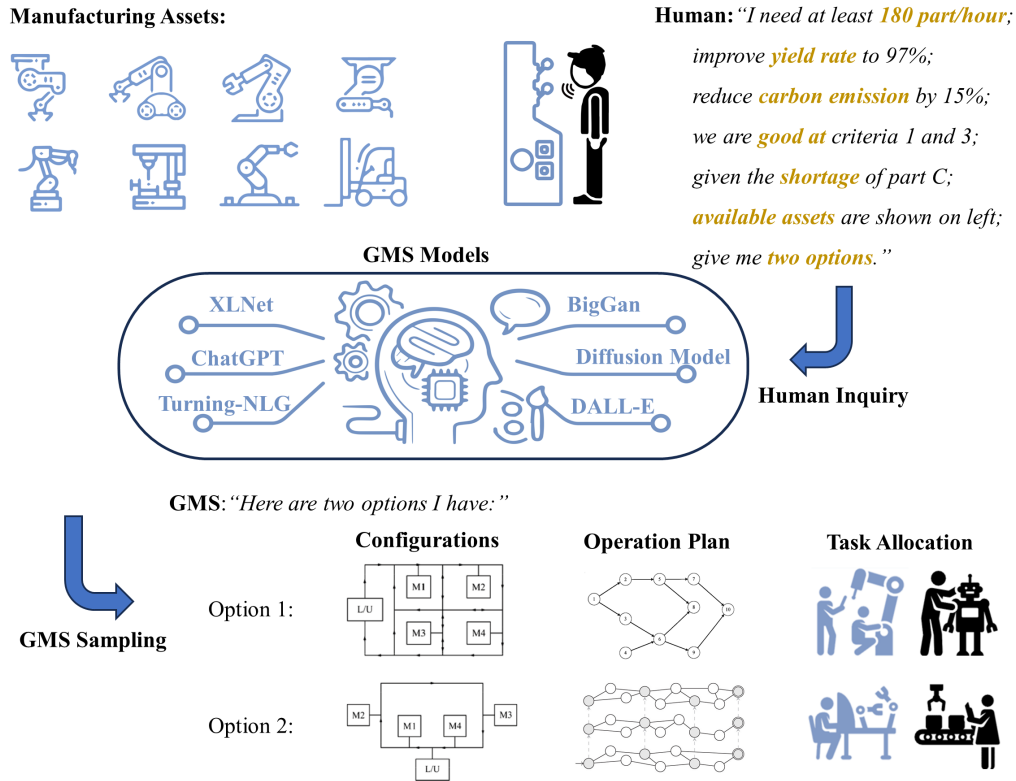 Manufacturing Assets:
Human:“I need at least 180 part/hour;
improve yield rate to 97%;
reduce carbon emission by 15%;
we are good at criteria 1 and 3;
given the shortage of part C;
available assets are shown on left;
give me two options.”
GMS Models
XLNet
BigGan
ChatGPT
Diffusion Model
Turning-NLG
DALL-E
Human Inquiry
GMS:“Here are two options I have:”
Configurations
Operation Plan
Task Allocation
GMS Sampling
Option 1:
L/U
M1
M2
M3
M4
1
2
5
7
3
8
10
4
6
9
Option 2:
M2
M1
M4
M3
L/U